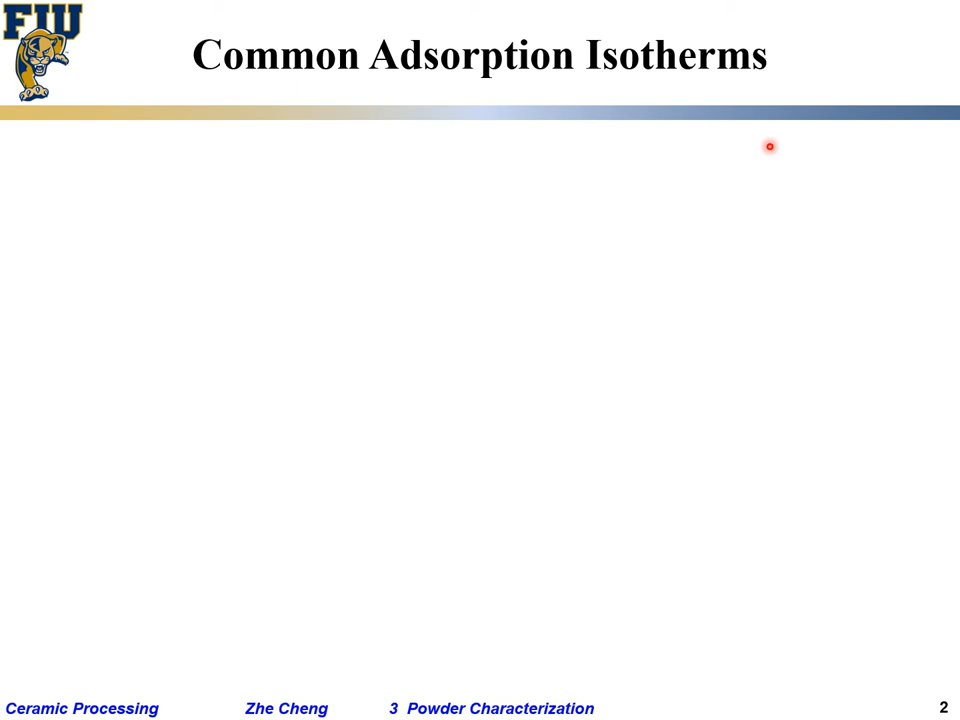 FIU
Common Adsorption Isotherms
Ceramic Processing Zhe Cheng 3 Powder Characterization 2